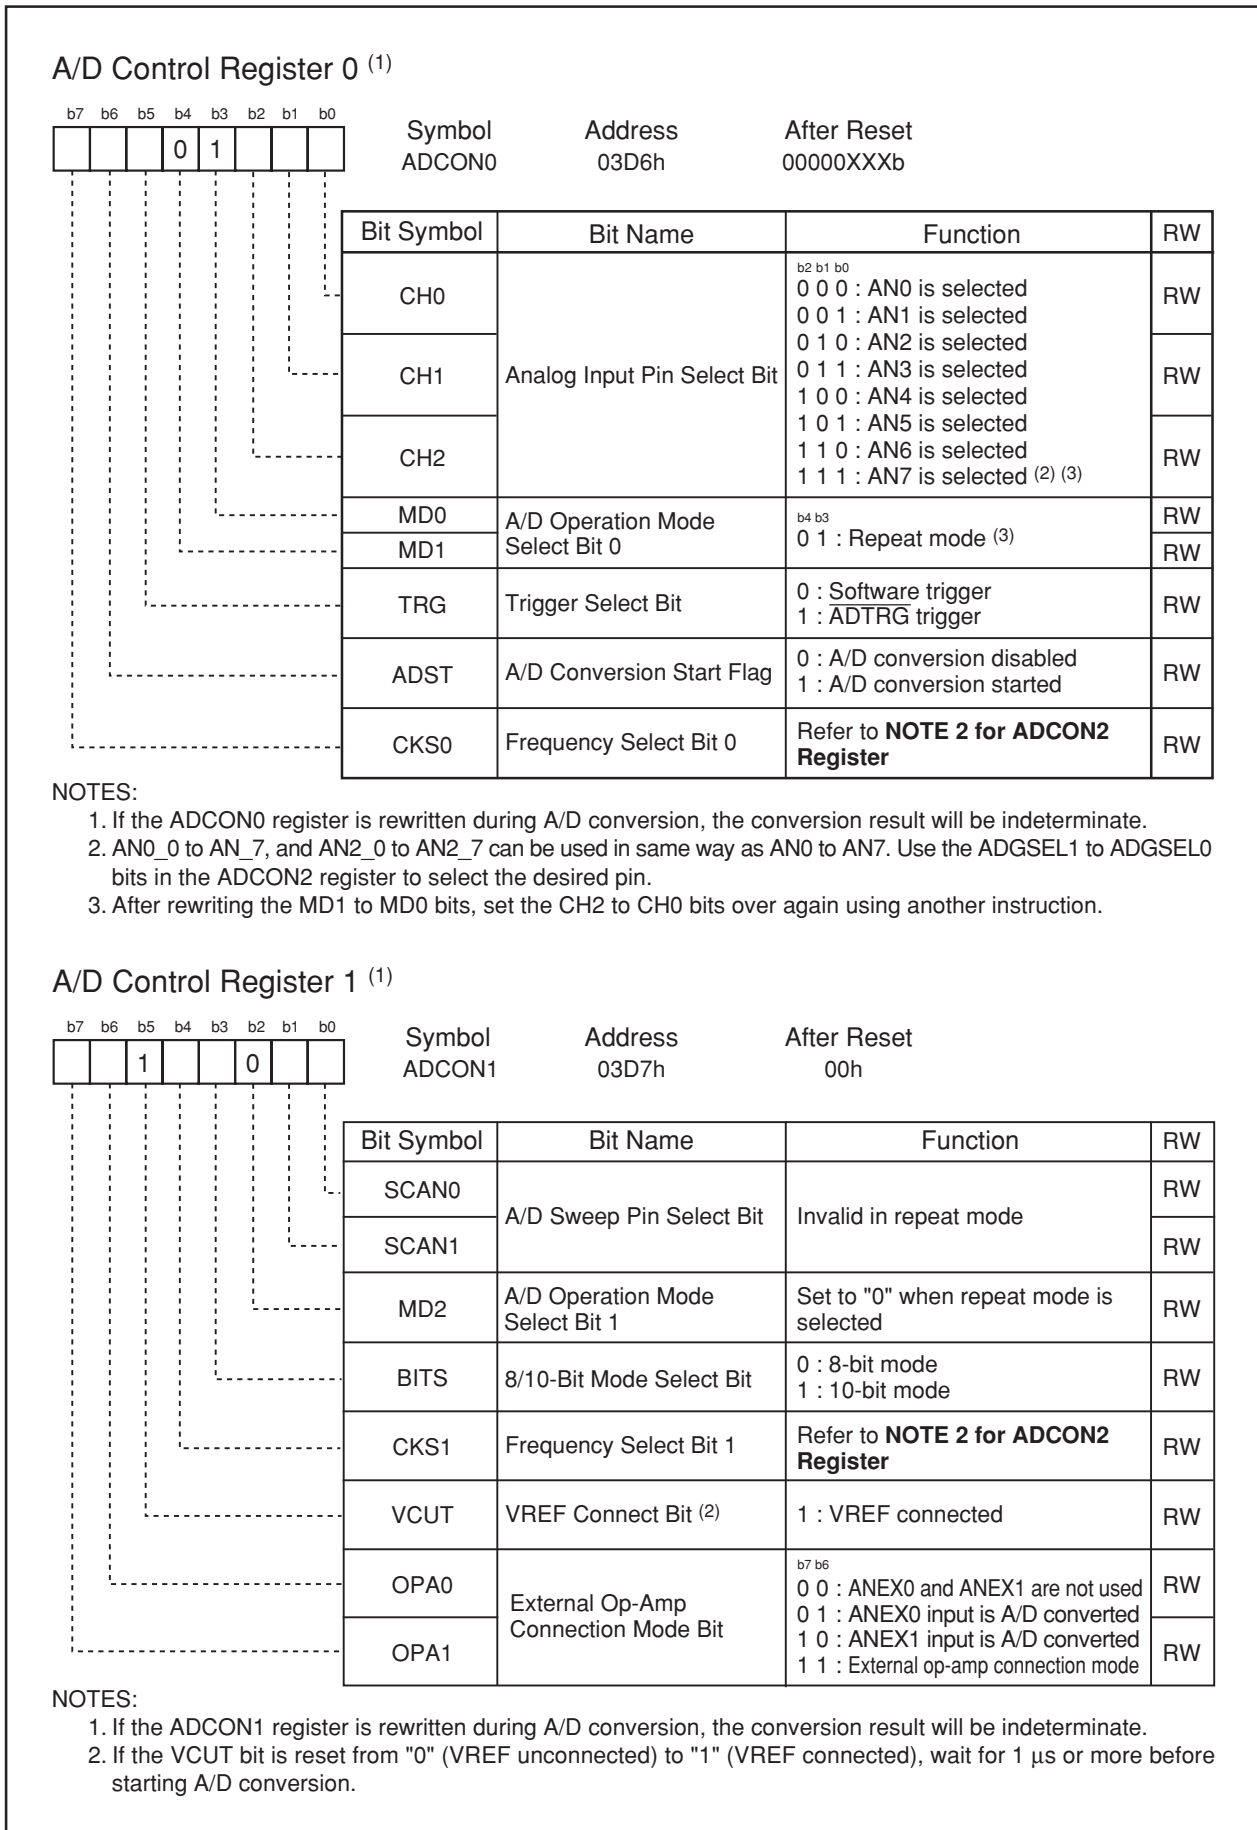 A/D Control Register 0 (1)
b7 b6 b5 b4 b3 b2 b1 b0
0 1
Symbol Address After Reset
ADCON0 03D6h 00000XXXb
Bit Symbol Bit Name Function RW
CH0 RW
CH1 Analog Input Pin Select Bit RW
CH2 RW
b2 b1 b0
0 0 0 : AN0 is selected
0 0 1 : AN1 is selected
0 1 0 : AN2 is selected
0 1 1 : AN3 is selected
1 0 0 : AN4 is selected
1 0 1 : AN5 is selected
1 1 0 : AN6 is selected
1 1 1 : AN7 is selected (2) (3)
MD0 RW
MD1 RW
A/D Operation Mode
Select Bit 0
b4 b3
0 1 : Repeat mode (3)
TRG Trigger Select Bit RW
0 : Software trigger
1 : ADTRG trigger
ADST A/D Conversion Start Flag RW
0 : A/D conversion disabled
1 : A/D conversion started
CKS0 Frequency Select Bit 0 RW
Refer to NOTE 2 for ADCON2
Register
NOTES:
1. If the ADCON0 register is rewritten during A/D conversion, the conversion result will be indeterminate.
2. AN0_0 to AN_7, and AN2_0 to AN2_7 can be used in same way as AN0 to AN7. Use the ADGSEL1 to ADGSEL0
bits in the ADCON2 register to select the desired pin.
3. After rewriting the MD1 to MD0 bits, set the CH2 to CH0 bits over again using another instruction.
A/D Control Register 1 (1)
b7 b6 b5 b4 b3 b2 b1 b0
1 0
Symbol Address After Reset
ADCON1 03D7h 00h
Bit Symbol Bit Name Function RW
SCAN0 RW
A/D Sweep Pin Select Bit Invalid in repeat mode
SCAN1 RW
MD2 RW
A/D Operation Mode
Select Bit 1
Set to "0" when repeat mode is
selected
BITS 8/10-Bit Mode Select Bit RW
0 : 8-bit mode
1 : 10-bit mode
CKS1 Frequency Select Bit 1 RW
Refer to NOTE 2 for ADCON2
Register
VCUT VREF Connect Bit (2) 1 : VREF connected RW
OPA0 RW
OPA1 RW
External Op-Amp
Connection Mode Bit
b7 b6
0 0 : ANEX0 and ANEX1 are not used
0 1 : ANEX0 input is A/D converted
1 0 : ANEX1 input is A/D converted
1 1 : External op-amp connection mode
NOTES:
1. If the ADCON1 register is rewritten during A/D conversion, the conversion result will be indeterminate.
2. If the VCUT bit is reset from "0" (VREF unconnected) to "1" (VREF connected), wait for 1 µs or more before
starting A/D conversion.